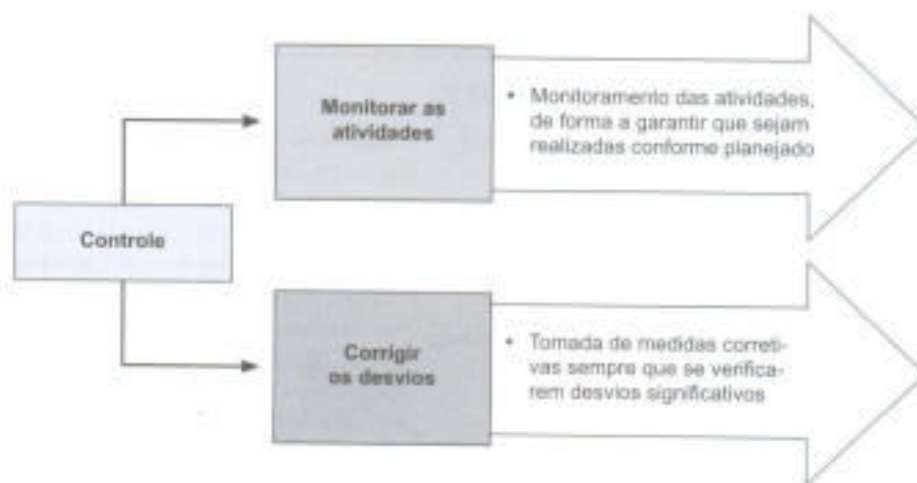 Controle
Monitorar as
atividades
• Monitoramento das atividades,
de forma a garantir que sejam
realizadas conforme planejado
Corrigir
os desvios
• Tomada de medidas correti-
vas sempre que se verifica-
rem desvios significativos